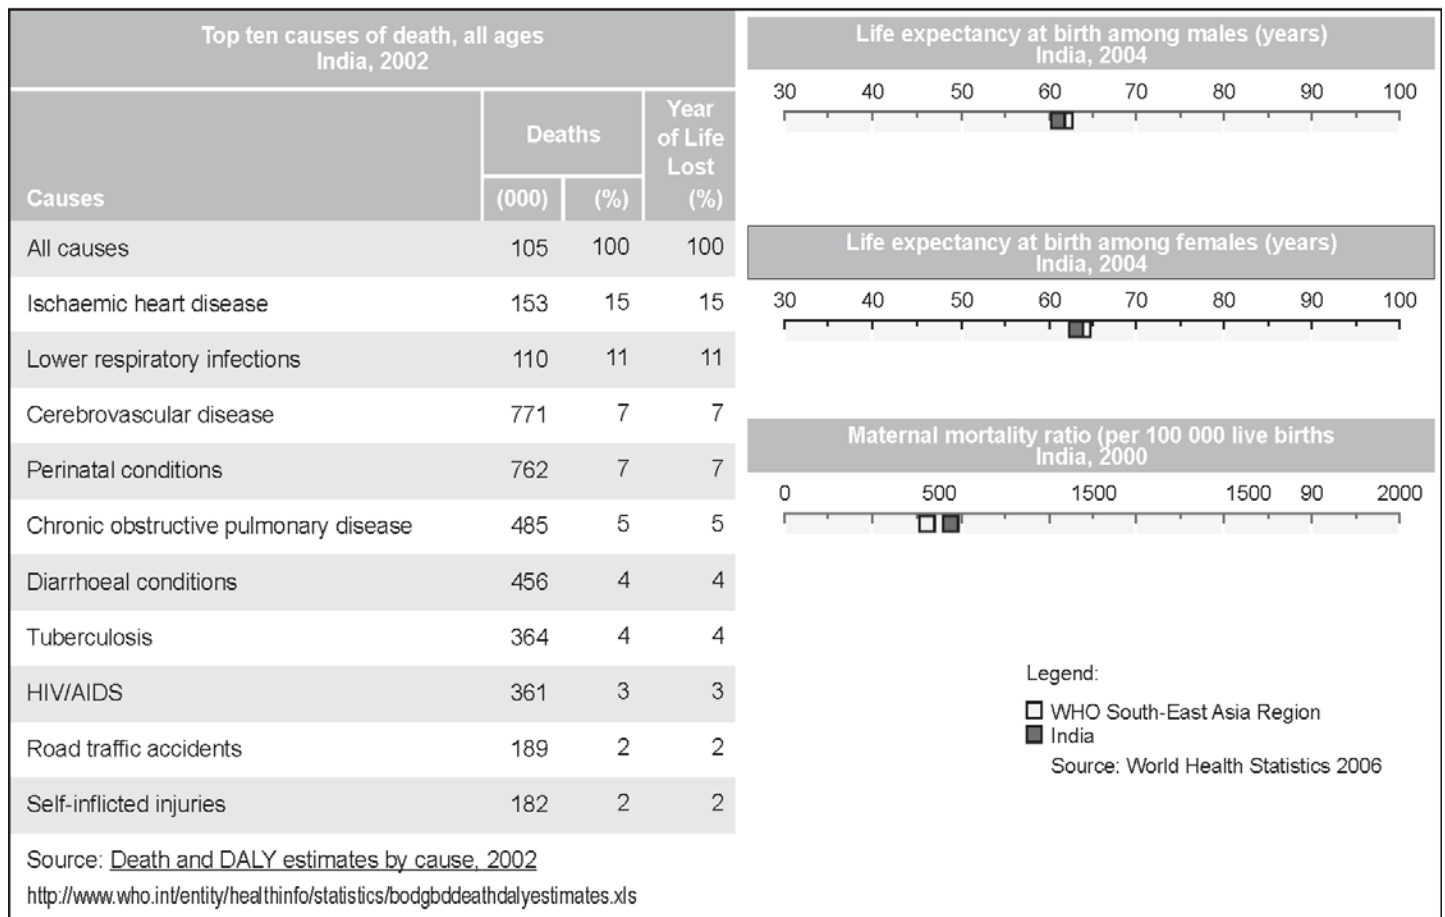 Top ten causes of death, all ages
India, 2002
Causes
Deaths
Year
of Life
Lost
(000) (%) (%)
All causes 105 100 100
Ischaemic heart disease 153 15 15
Lower respiratory infections 110 11 11
Cerebrovascular disease 771 7 7
Perinatal conditions 762 7 7
Chronic obstructive pulmonary disease 485 5 5
Diarrhoeal conditions 456 4 4
Tuberculosis 364 4 4
HIV/AIDS 361 3 3
Road traffic accidents 189 2 2
Self-inflicted injuries 182 2 2
Source: Death and DALY estimates by cause, 2002
http://www.who.int/entity/healthinfo/statistics/bodgbddeathdalyestimates.xls
Life expectancy at birth among males (years)
India, 2004
30 40 50 60 70 80 90 100
Life expectancy at birth among females (years)
India, 2004
30 40 50 60 70 80 90 100
Maternal mortality ratio (per 100 000 live births
India, 2000
0 500 1500 1500 90 2000
Legend:
WHO South-East Asia Region
India
Source: World Health Statistics 2006